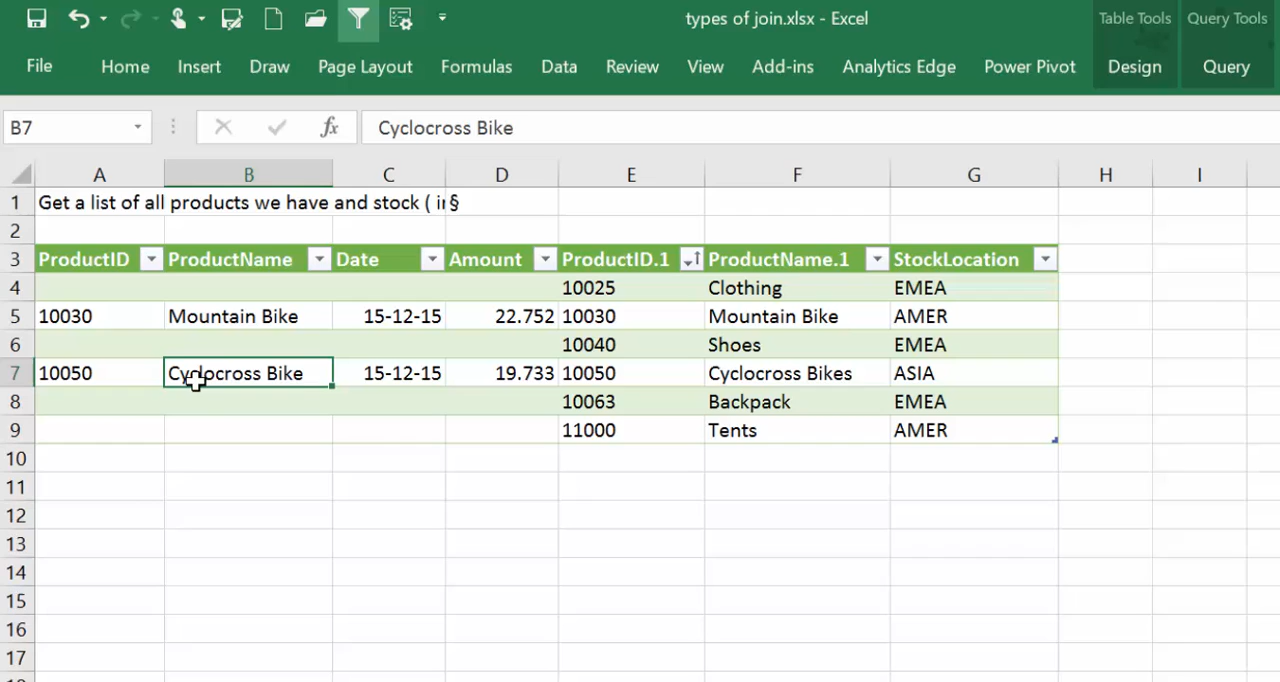 types of join.xlsx - Excel
Table Tools Query Tools
File Home Insert Draw Page Layout Formulas Data Review View Add-ins Analytics Edge Power Pivot Design Query
B7 fx Cyclocross Bike
A B C D E F G H I
1 Get a list of all products we have and stock ( ir§
2
3 ProductID ProductName Date Amount ProductID.1 ProductName.1 StockLocation
4 10025 Clothing EMEA
5 10030 Mountain Bike 15-12-15 22.752 10030 Mountain Bike AMER
6 10040 Shoes EMEA
7 10050 Cyclocross Bike 15-12-15 19.733 10050 Cyclocross Bikes ASIA
8 10063 Backpack EMEA
9 11000 Tents AMER
10
11
12
13
14
15
16
17